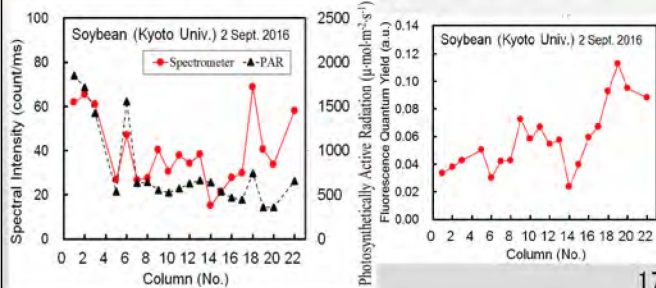 Soybean (Kyoto Univ.) 2 Sept. 2016
Spectrometer PAR
Spectral Intensity (count/ms)
100
80
60
40
20
0
2500
2000
1500
1000
500
0
Photosynthetically Active Radiation (μ·mol·m⁻²·s⁻¹)
0 2 4 6 8 10 12 14 16 18 20 22
Column (No.)
Soybean (Kyoto Univ.) 2 Sept. 2016
Fluorescence Quantum Yield (a.u.)
0.14
0.12
0.10
0.08
0.06
0.04
0.02
0.00
0 2 4 6 8 10 12 14 16 18 20 22
Column (No.)
17